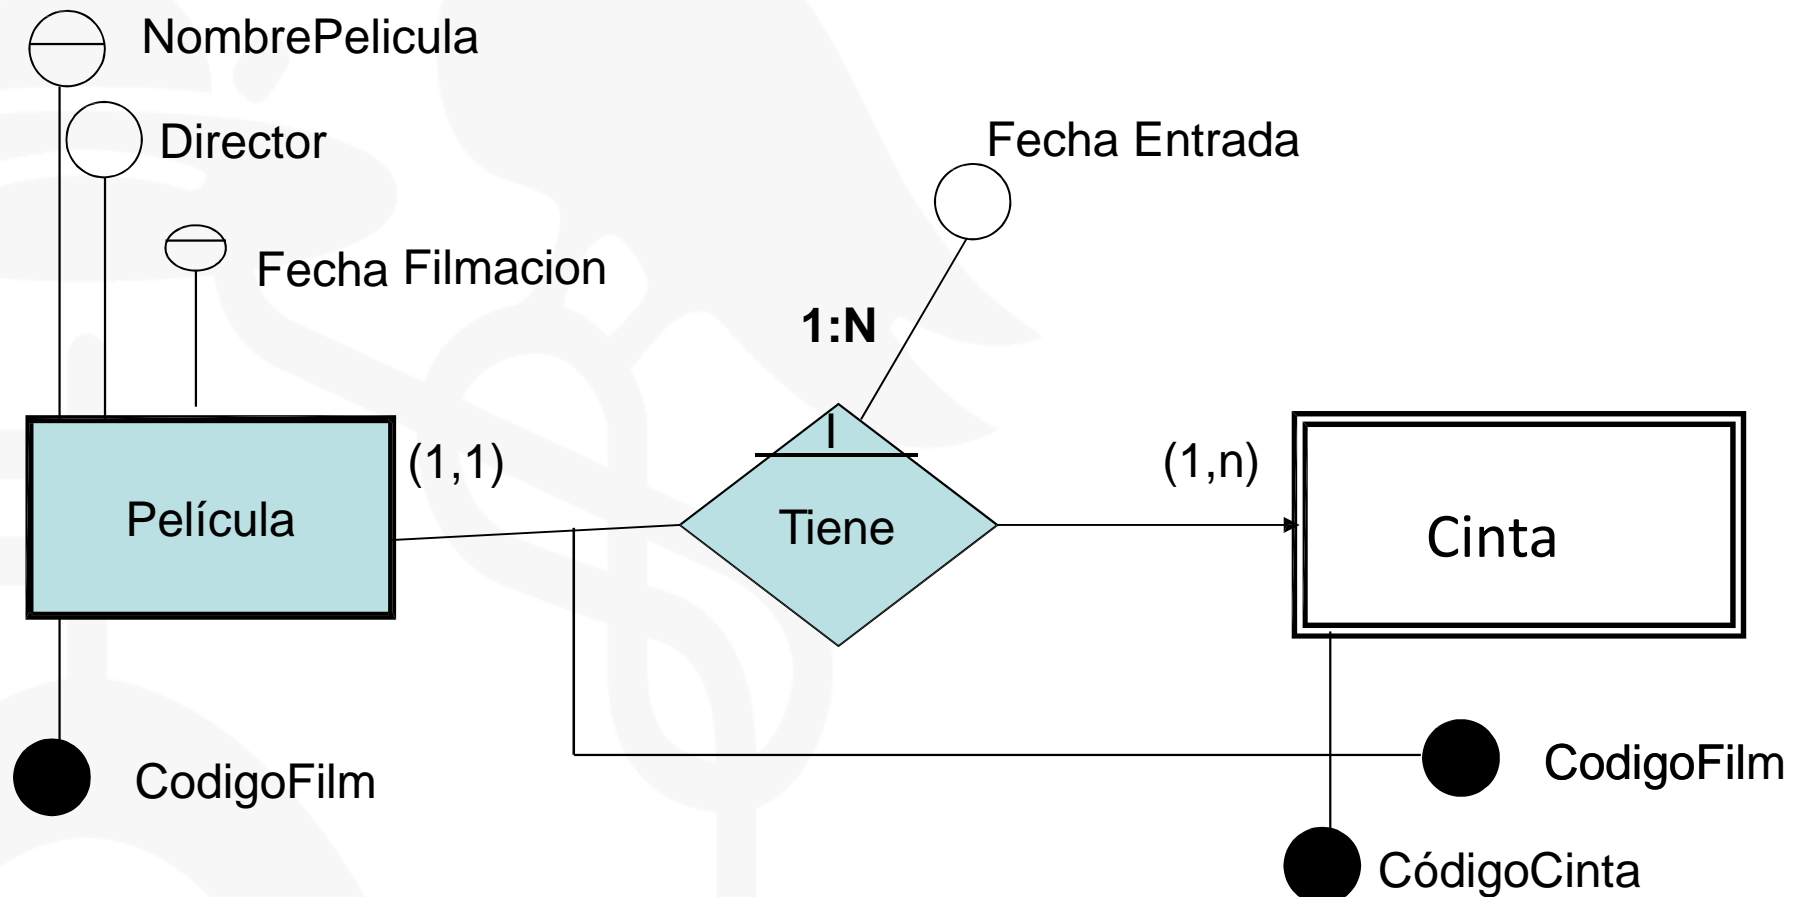 NombrePelicula
Director
Fecha Entrada
Fecha Filmacion
1:N
I
(1,1)
(1,n)
Película
Tiene
Cinta
CodigoFilm
CodigoFilm
CódigoCinta